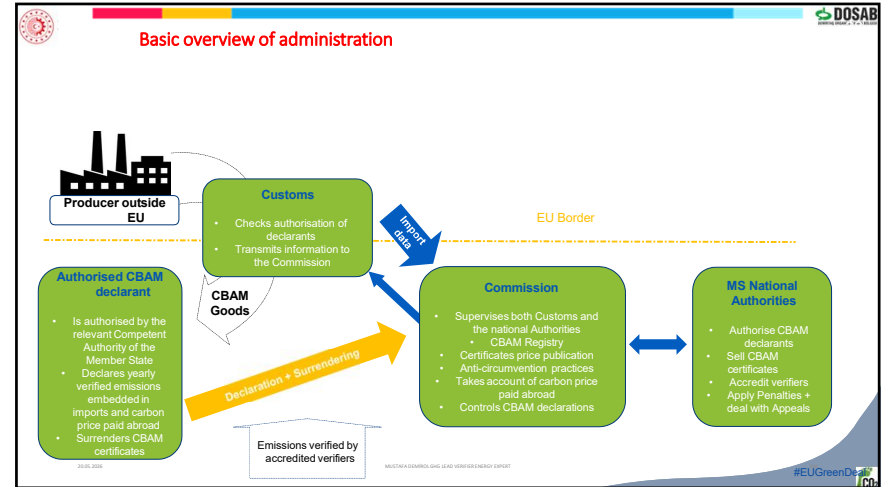 DOSAB
Basic overview of administration
Producer outside
EU
Customs
• Checks authorisation of
declarants
• Transmits information to
the Commission
Import
data
EU Border
Authorised CBAM
declarant
• Is authorised by the
relevant Competent
Authority of the
Member State
• Declares yearly
verified emissions
embedded in
imports and carbon
price paid abroad
• Surrenders CBAM
certificates
CBAM
Goods
Declaration + Surrendering
Commission
• Supervises both Customs and
the national Authorities
• CBAM Registry
• Certificates price publication
• Anti-circumvention practices
• Takes account of carbon price
paid abroad
• Controls CBAM declarations
MS National
Authorities
• Authorise CBAM
declarants
• Sell CBAM
certificates
• Accredit verifiers
• Apply Penalties +
deal with Appeals
Emissions verified by
accredited verifiers
20.05.2026
MUSTAFA DEMIROLGHG LEAD VERIFIER ENERGY EXPERT
#EUGreenDeal
CO2